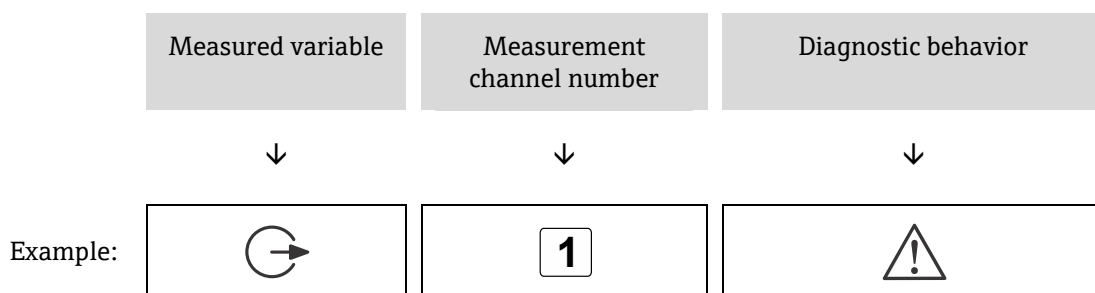 Measured variable
Measurement
channel number
Diagnostic behavior
Example:
1